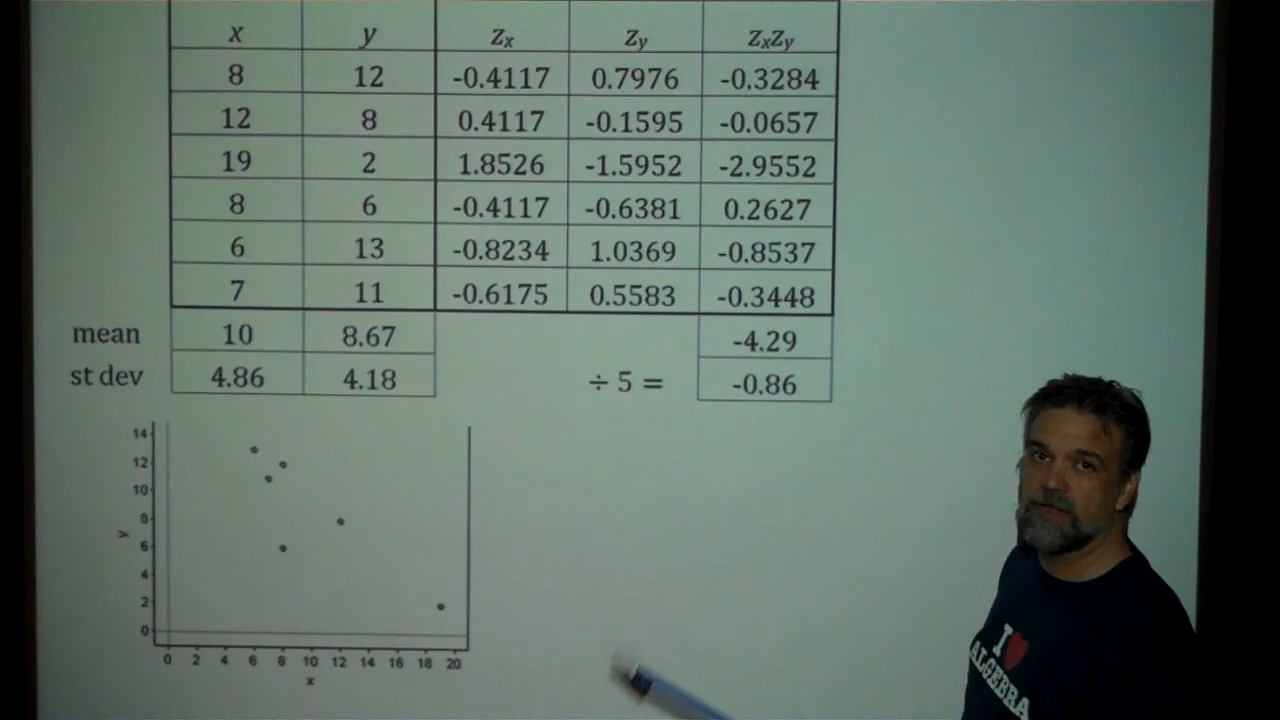 x y Zx Zy ZxZy
8 12 -0.4117 0.7976 -0.3284
12 8 0.4117 -0.1595 -0.0657
19 2 1.8526 -1.5952 -2.9552
8 6 -0.4117 -0.6381 0.2627
6 13 -0.8234 1.0369 -0.8537
7 11 -0.6175 0.5583 -0.3448
mean 10 8.67 -4.29
st dev 4.86 4.18 ÷ 5 = -0.86
14
12
10
8
y
6
4
2
0
0 2 4 6 8 10 12 14 16 18 20
x
I ♥
ALGEBRA